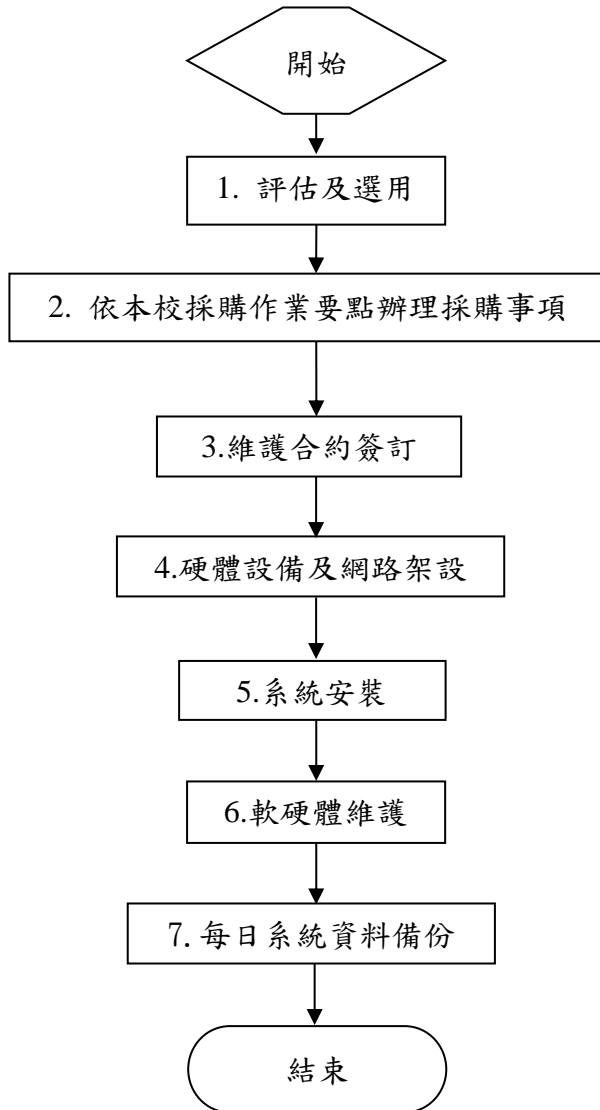 開始
1. 評估及選用
2. 依本校採購作業要點辦理採購事項
3.維護合約簽訂
4.硬體設備及網路架設
5.系統安裝
6.軟硬體維護
7.每日系統資料備份
結束